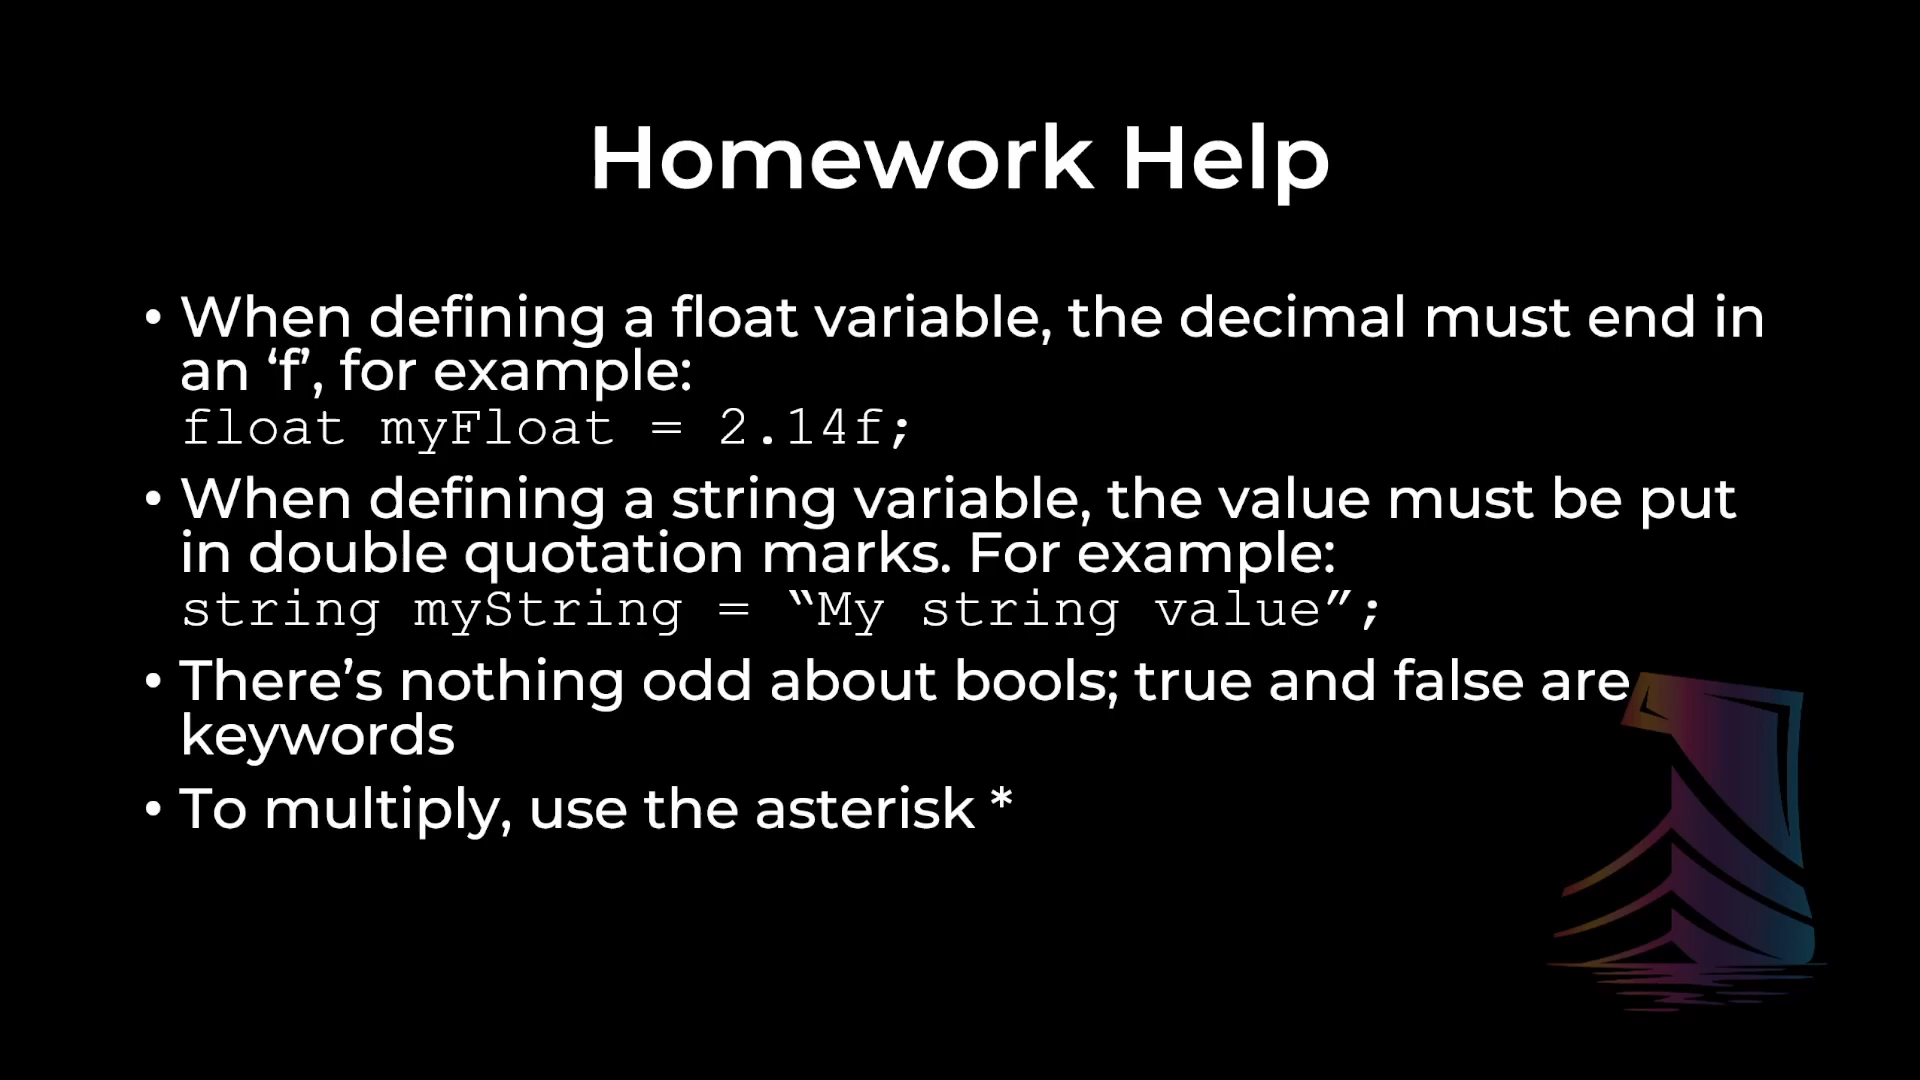 Homework Help
• When defining a float variable, the decimal must end in
an ‘f’, for example:
float myFloat = 2.14f;
• When defining a string variable, the value must be put
in double quotation marks. For example:
string myString = “My string value”;
• There’s nothing odd about bools; true and false are
keywords
• To multiply, use the asterisk *